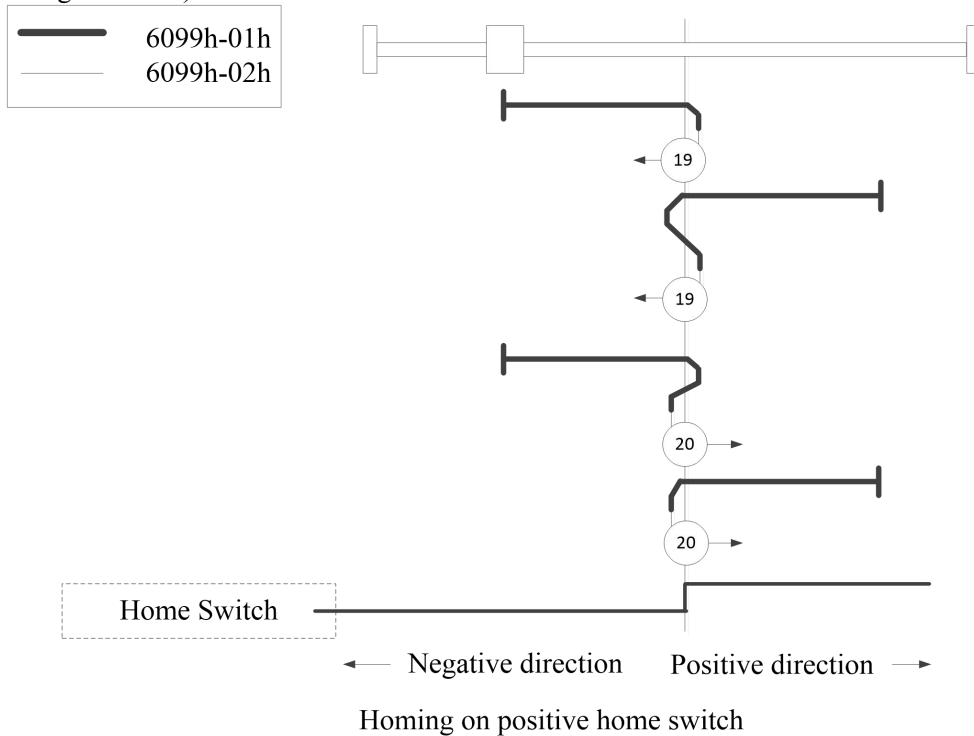 6099h-01h
6099h-02h
19
19
20
20
Home Switch
Negative direction
Positive direction
Homing on positive home switch